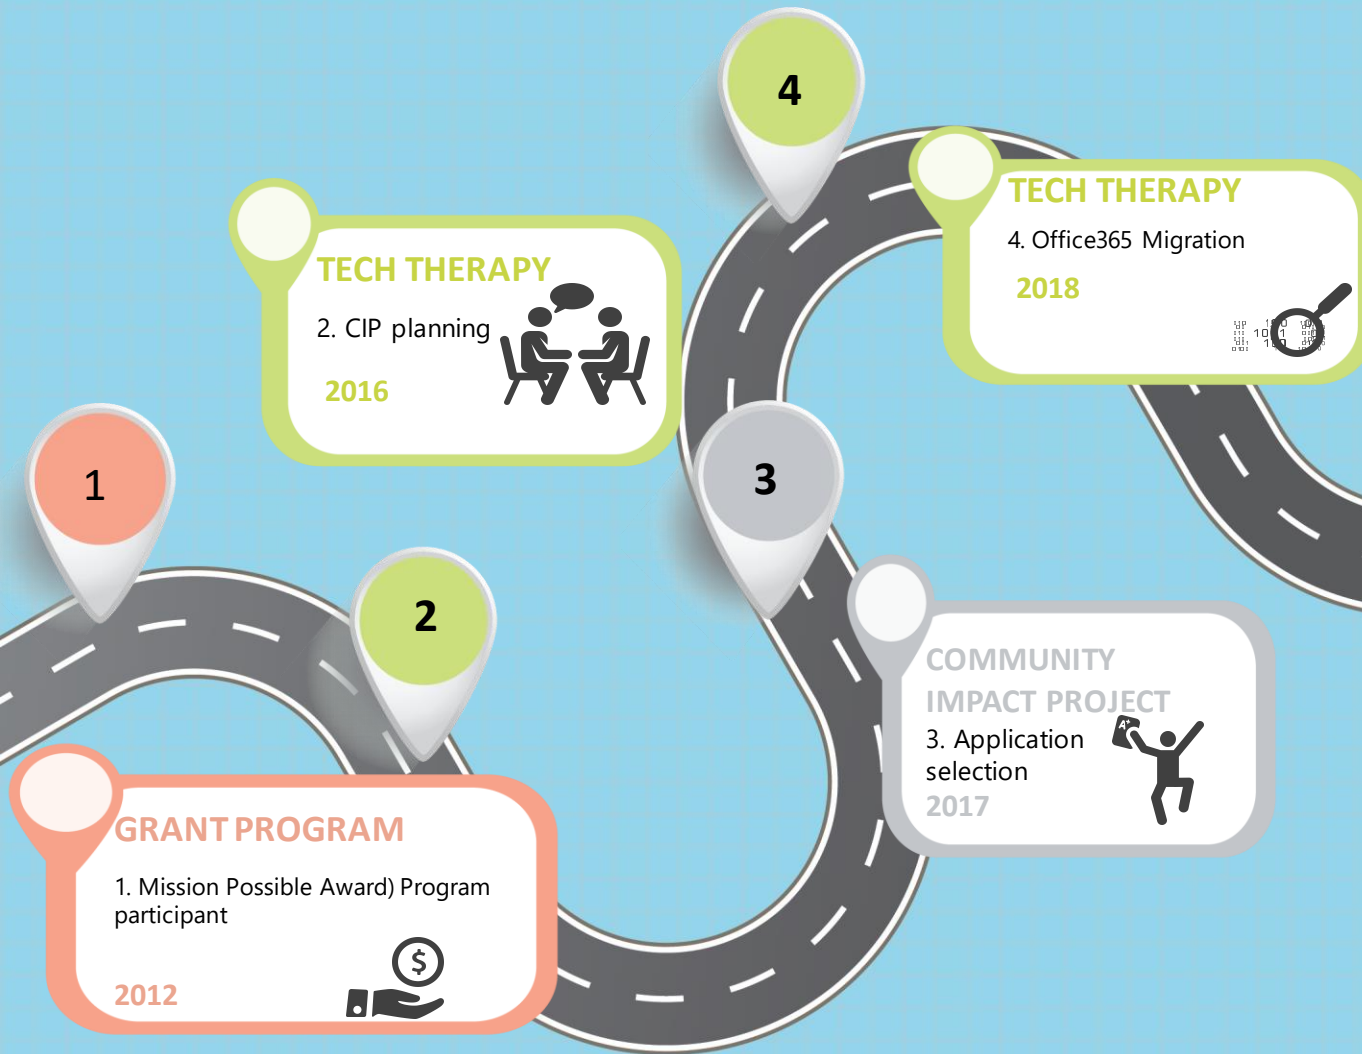 1
GRANT PROGRAM
1. Mission Possible Award) Program
participant
2012
$
2
TECH THERAPY
2. CIP planning
2016
3
COMMUNITY
IMPACT PROJECT
3. Application
selection
2017
A+
4
TECH THERAPY
4. Office365 Migration
2018